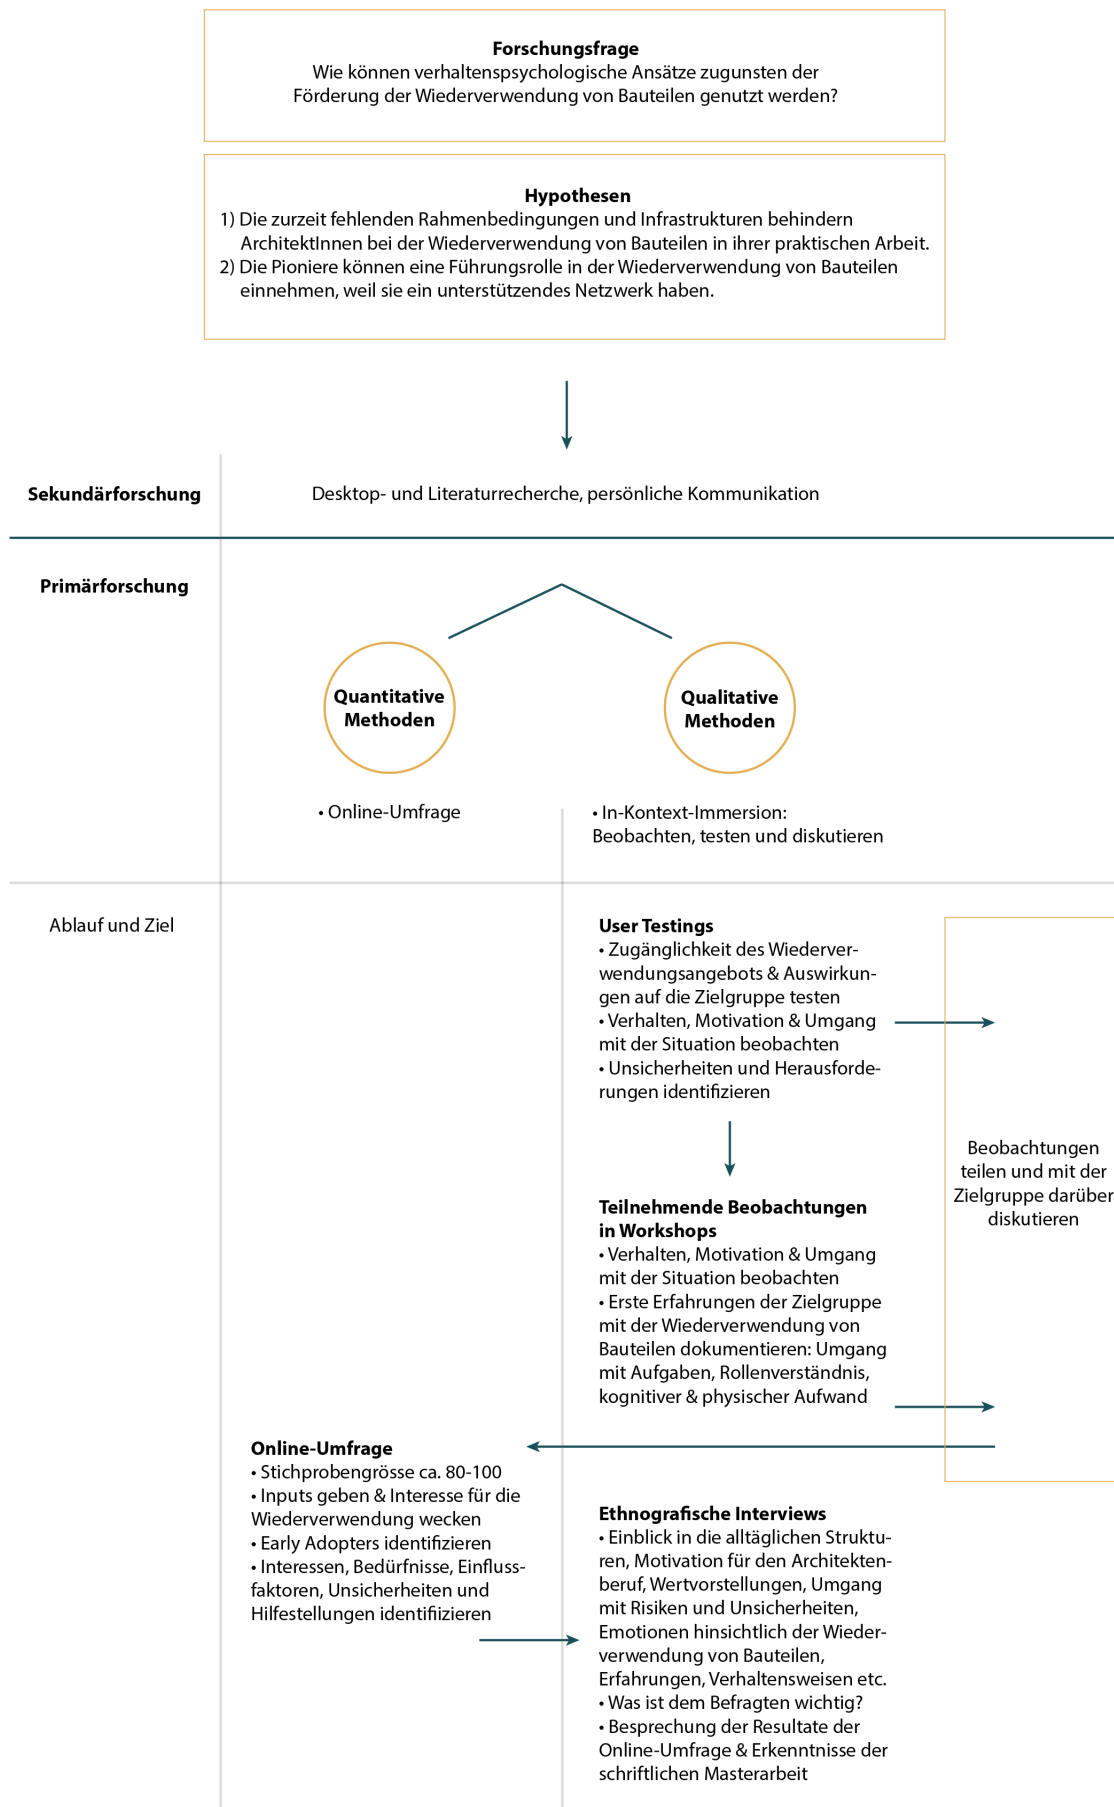 Forschungsfrage
Wie können verhaltenspsychologische Ansätze zugunsten der
Förderung der Wiederverwendung von Bauteilen genutzt werden?
Hypothesen
1) Die zurzeit fehlenden Rahmenbedingungen und Infrastrukturen behindern
ArchitektInnen bei der Wiederverwendung von Bauteilen in ihrer praktischen Arbeit.
2) Die Pioniere können eine Führungsrolle in der Wiederverwendung von Bauteilen
einnehmen, weil sie ein unterstützendes Netzwerk haben.
Sekundärforschung
Desktop- und Literaturrecherche, persönliche Kommunikation
Primärforschung
Quantitative
Methoden
Qualitative
Methoden
• Online-Umfrage
• In-Kontext-Immersion:
Beobachten, testen und diskutieren
Ablauf und Ziel
User Testings
• Zugänglichkeit des Wiederver-
wendungsangebots & Auswirkun-
gen auf die Zielgruppe testen
• Verhalten, Motivation & Umgang
mit der Situation beobachten
• Unsicherheiten und Herausforde-
rungen identifizieren
Beobachtungen
teilen und mit der
Zielgruppe darüber
diskutieren
Teilnehmende Beobachtungen
in Workshops
• Verhalten, Motivation & Umgang
mit der Situation beobachten
• Erste Erfahrungen der Zielgruppe
mit der Wiederverwendung von
Bauteilen dokumentieren: Umgang
mit Aufgaben, Rollenverständnis,
kognitiver & physischer Aufwand
Online-Umfrage
• Stichprobengrösse ca. 80-100
• Inputs geben & Interesse für die
Wiederverwendung wecken
• Early Adopters identifizieren
• Interessen, Bedürfnisse, Einfluss-
faktoren, Unsicherheiten und
Hilfestellungen identifiizieren
Ethnografische Interviews
• Einblick in die alltäglichen Struktu-
ren, Motivation für den Architekten-
beruf, Wertvorstellungen, Umgang
mit Risiken und Unsicherheiten,
Emotionen hinsichtlich der Wieder-
verwendung von Bauteilen,
Erfahrungen, Verhaltensweisen etc.
• Was ist dem Befragten wichtig?
• Besprechung der Resultate der
Online-Umfrage & Erkenntnisse der
schriftlichen Masterarbeit